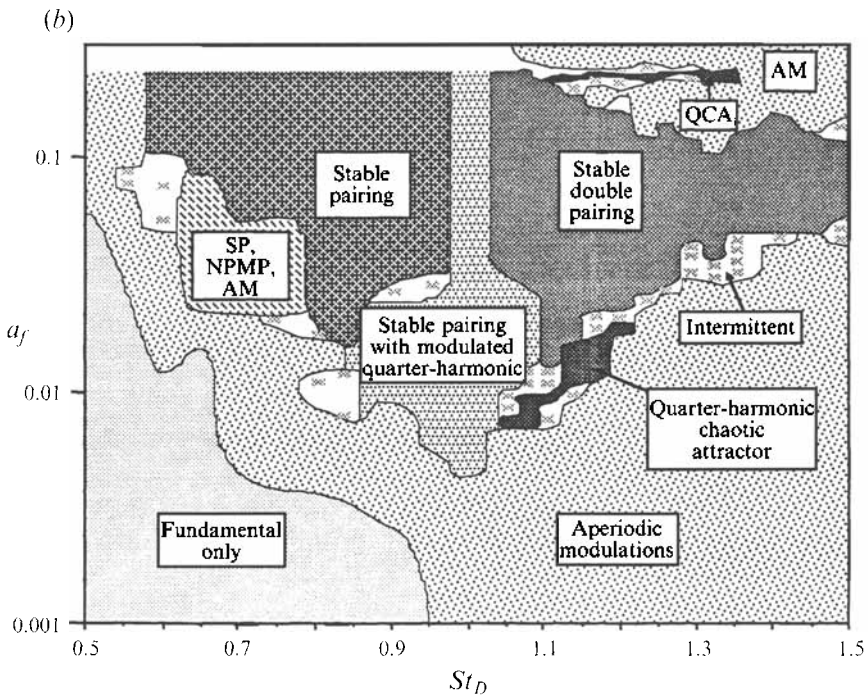 (b)
AM
QCA
0.1
Stable
pairing
Stable
double
pairing
SP,
NPMP,
AM
a_f
Stable pairing
with modulated
quarter-harmonic
Intermittent
0.01
Quarter-harmonic
chaotic
attractor
Fundamental
only
Aperiodic
modulations
0.001
0.5 0.7 0.9 1.1 1.3 1.5
St_D